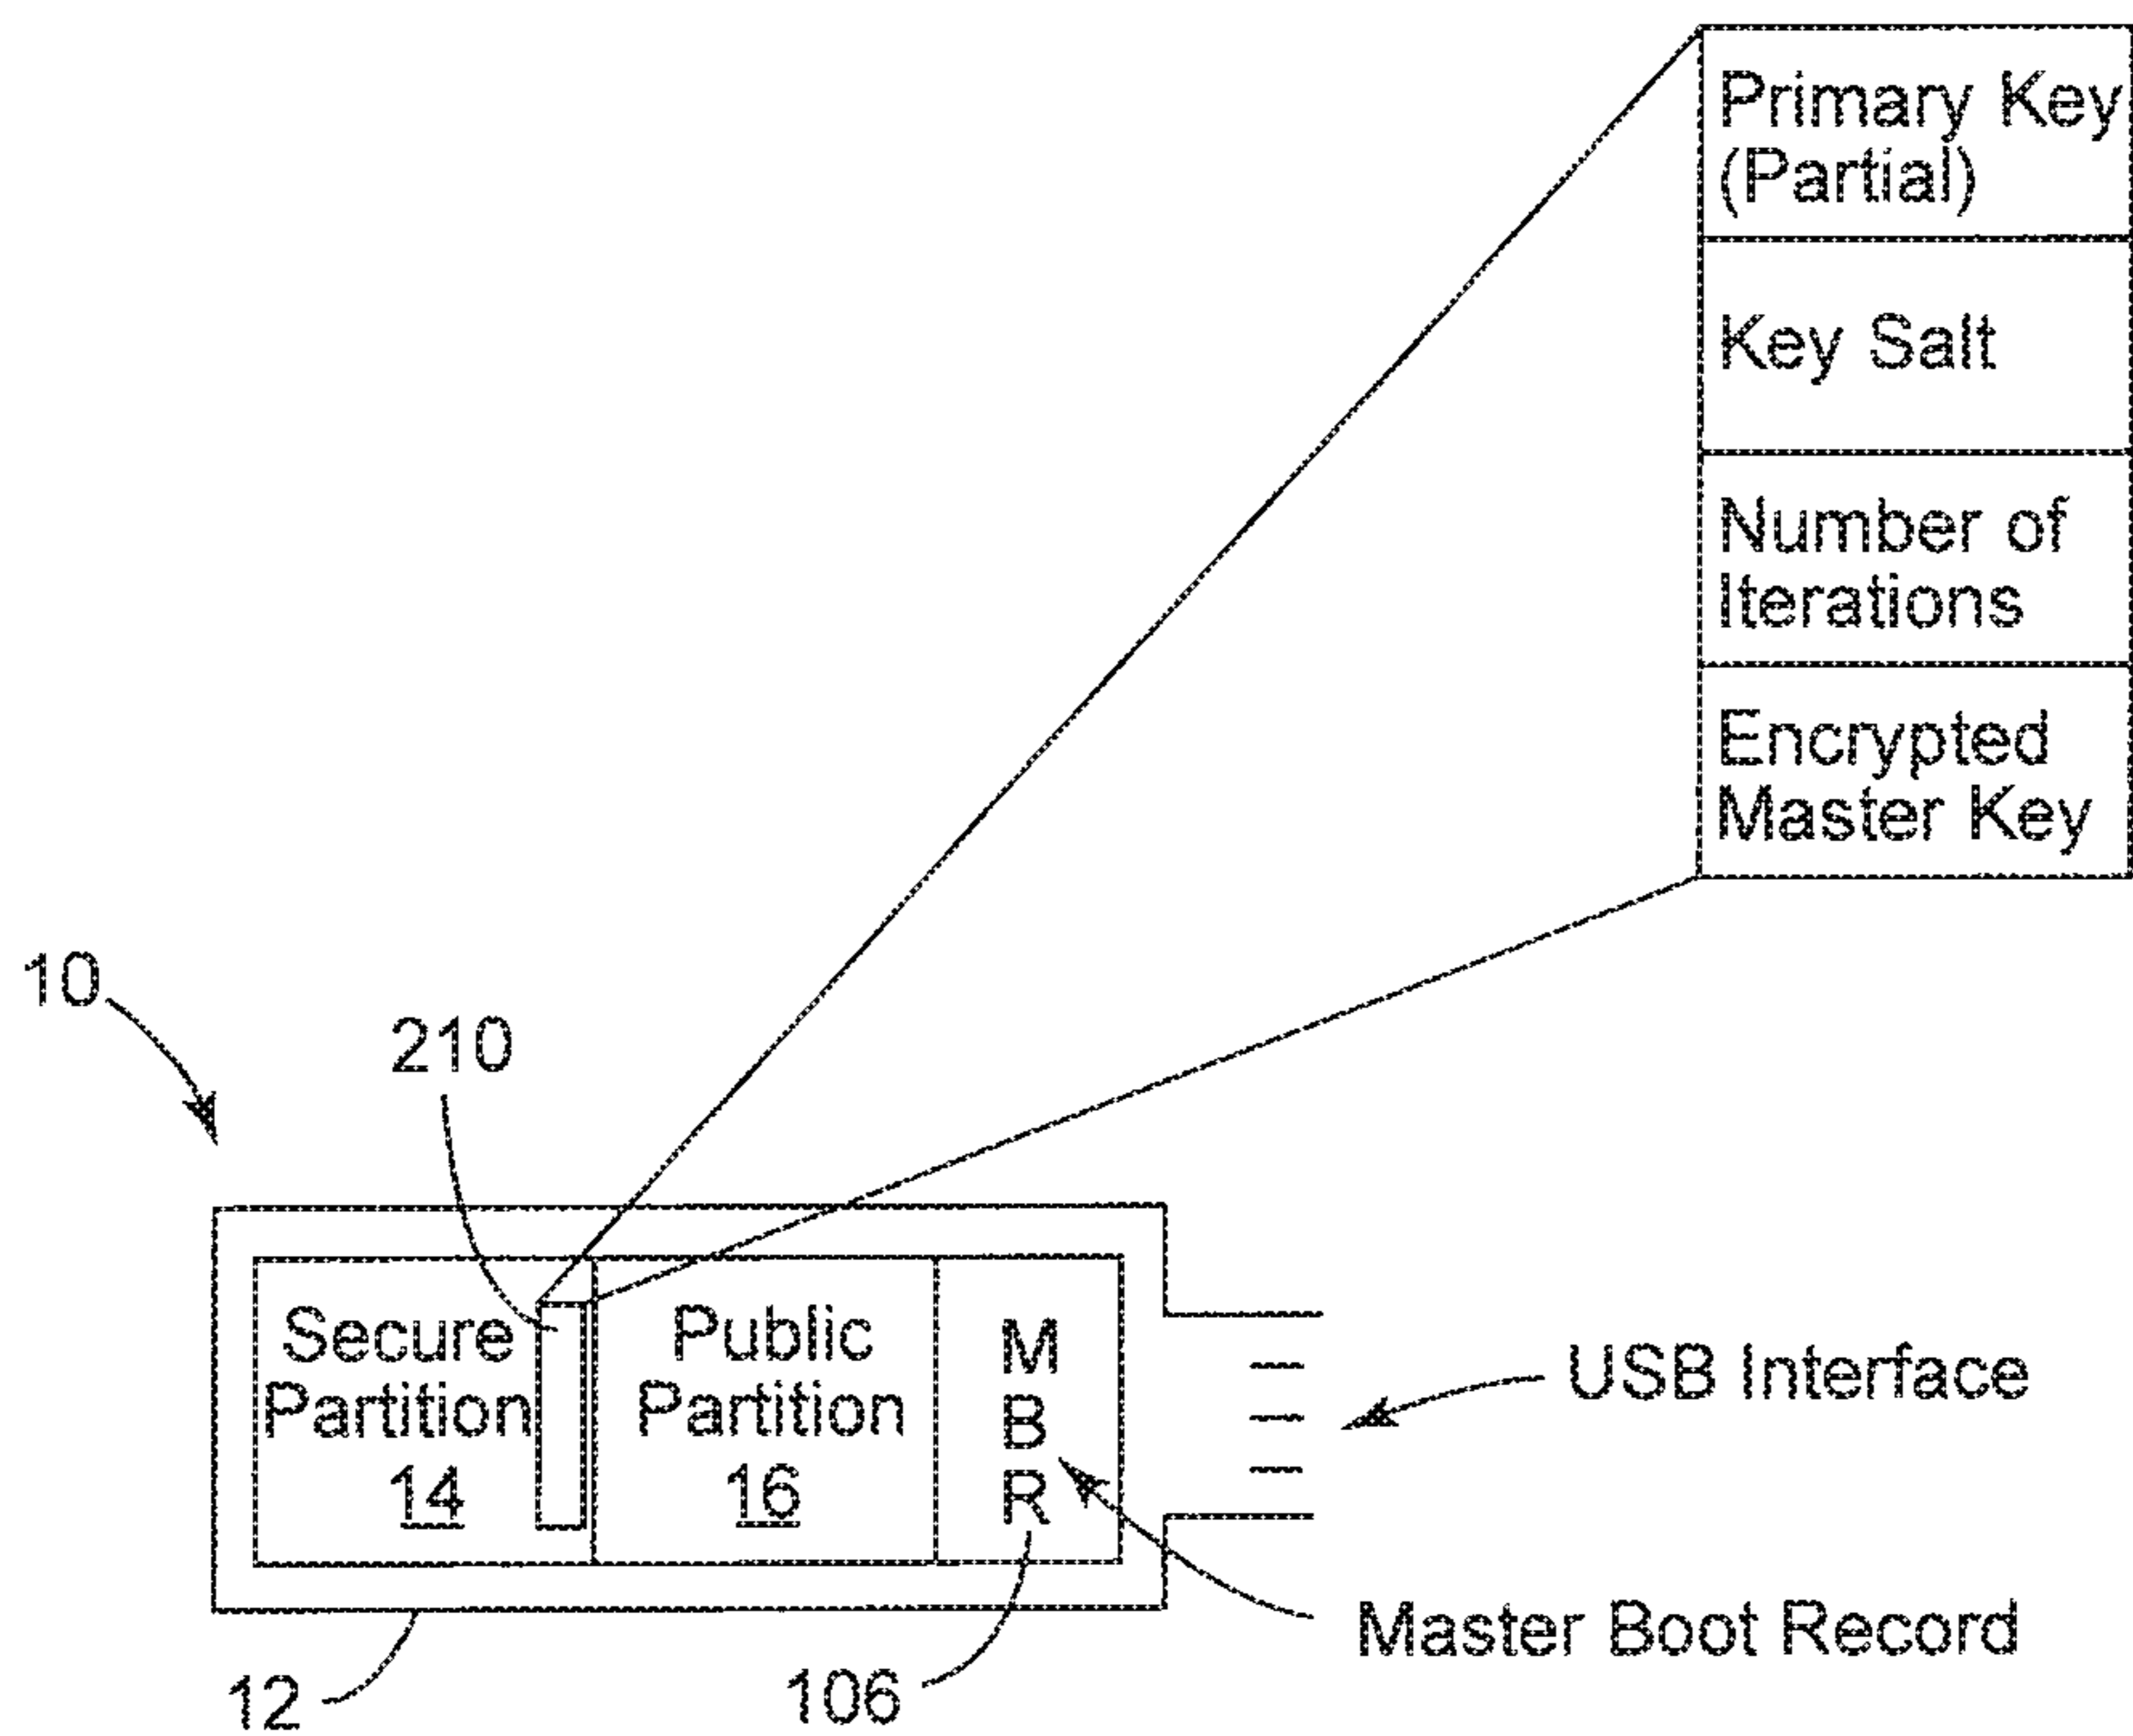 Primary Key
(Partial)
Key Salt
Number of
Iterations
Encrypted
Master Key
10
210
Secure
Partition
14
Public
Partition
16
M
B
R
USB Interface
Master Boot Record
12
106